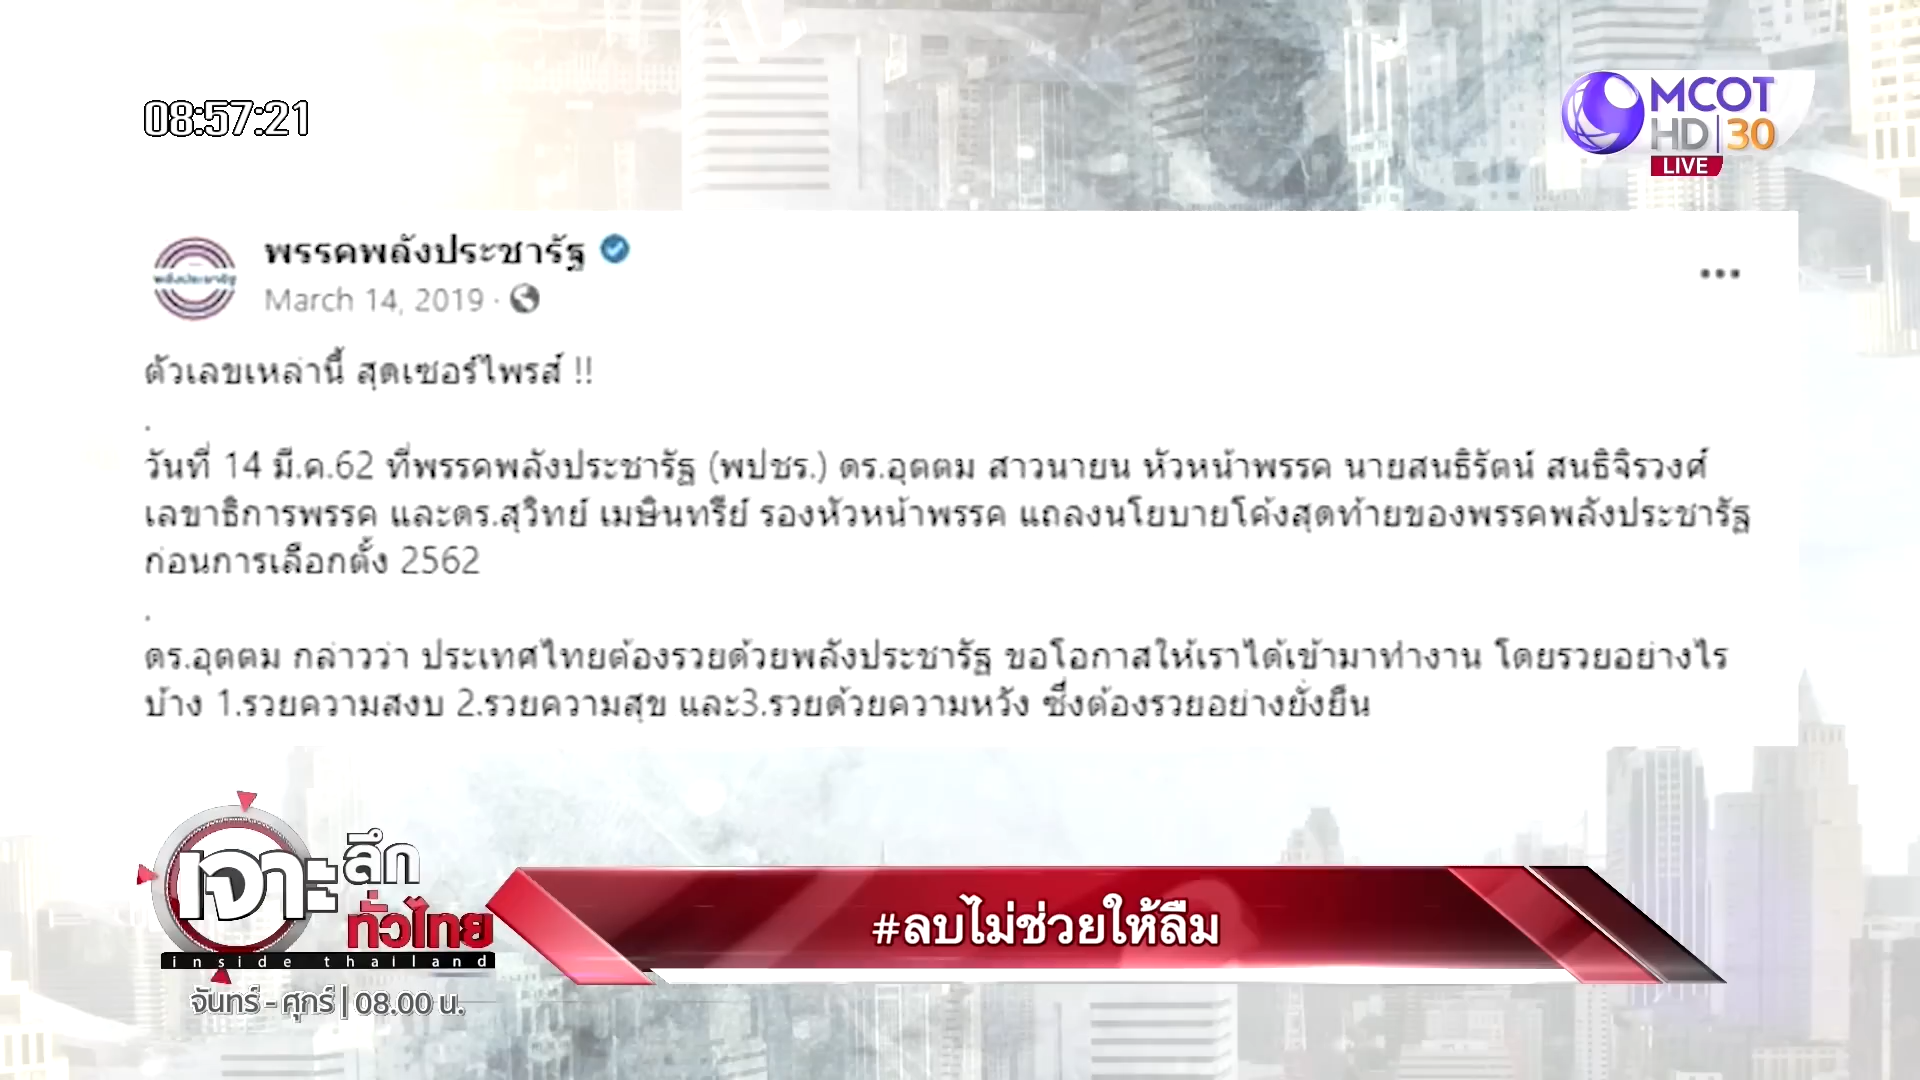 08:57:21
MCOT
HD 30
LIVE
พรรคพลังประชารัฐ
พลังประชารัฐ
March 14, 2019 ·
ตัวเลขเหล่านี้ สุดเซอร์ไพรส์ !!
.
วันที่ 14 มี.ค.62 ที่พรรคพลังประชารัฐ (พปชร.) ดร.อุตตม สาวนายน หัวหน้าพรรค นายสนธิรัตน์ สนธิจิรวงศ์
เลขาธิการพรรค และดร.สุวิทย์ เมษินทรีย์ รองหัวหน้าพรรค แถลงนโยบายโค้งสุดท้ายของพรรคพลังประชารัฐ
ก่อนการเลือกตั้ง 2562
.
ดร.อุตตม กล่าวว่า ประเทศไทยต้องรวยด้วยพลังประชารัฐ ขอโอกาสให้เราได้เข้ามาทำงาน โดยรวยอย่างไร
บ้าง 1.รวยความสงบ 2.รวยความสุข และ3.รวยด้วยความหวัง ซึ่งต้องรวยอย่างยั่งยืน
เจาะลึก
ทั่วไทย
inside thailand
จันทร์ - ศุกร์ | 08.00 น.
#ลบไม่ช่วยให้ลืม